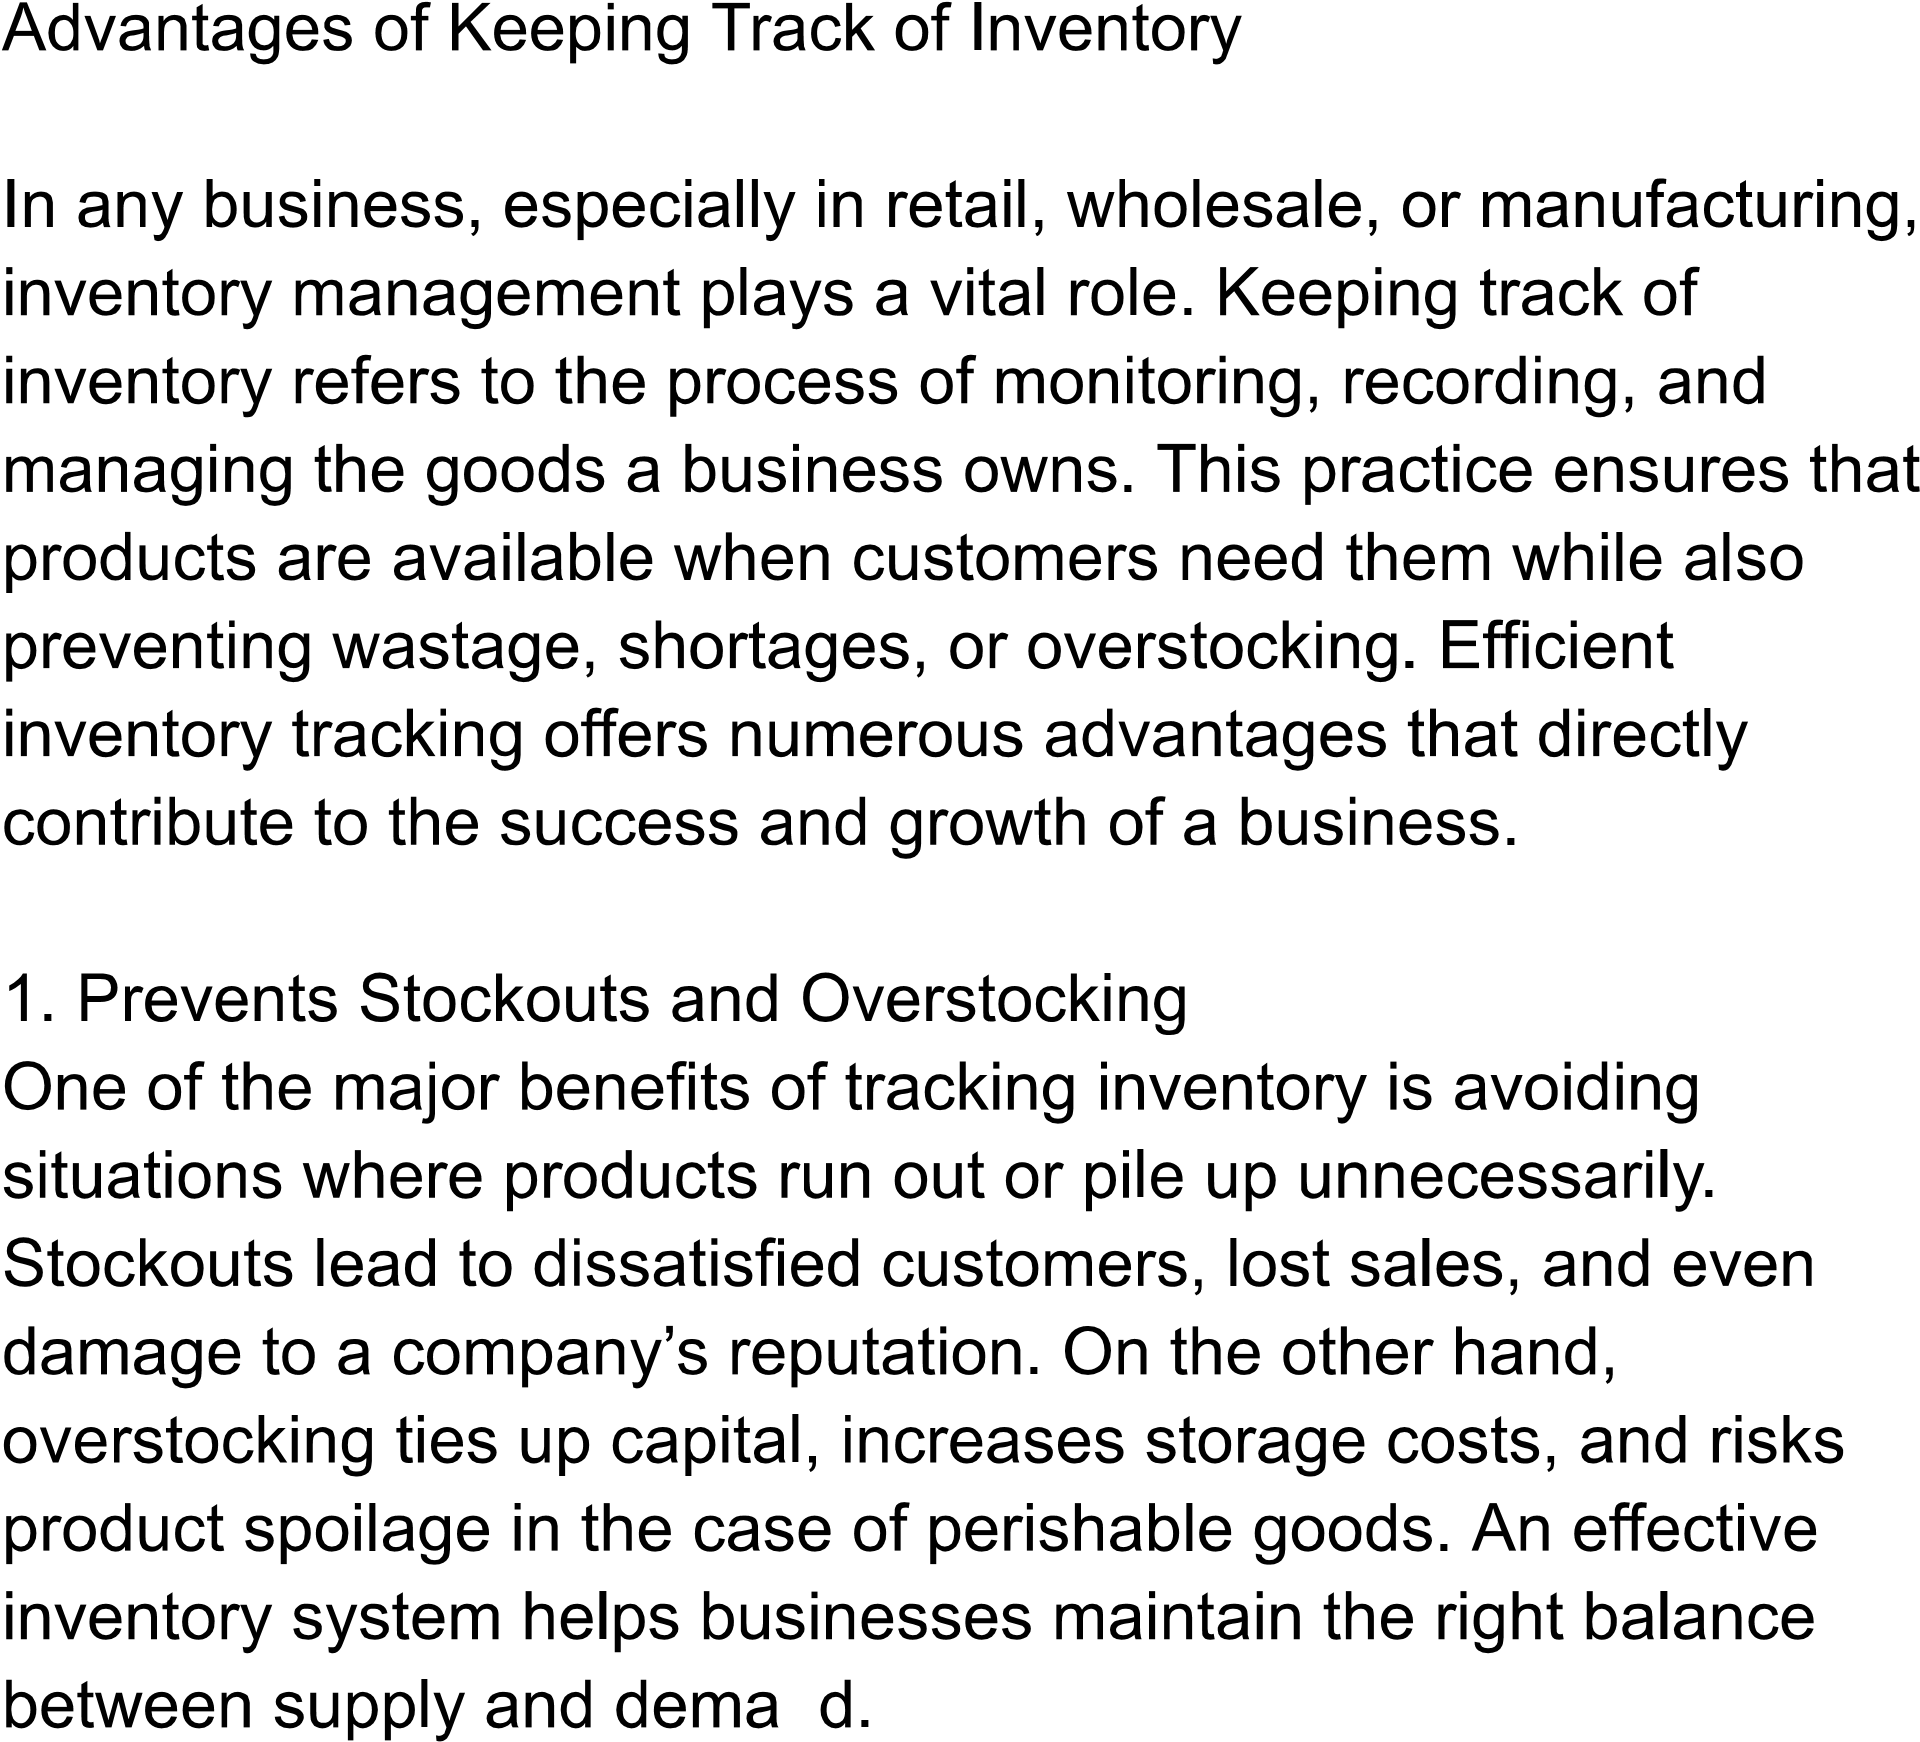 Advantages of Keeping Track of Inventory
In any business, especially in retail, wholesale, or manufacturing,
inventory management plays a vital role. Keeping track of
inventory refers to the process of monitoring, recording, and
managing the goods a business owns. This practice ensures that
products are available when customers need them while also
preventing wastage, shortages, or overstocking. Efficient
inventory tracking offers numerous advantages that directly
contribute to the success and growth of a business.
1. Prevents Stockouts and Overstocking
One of the major benefits of tracking inventory is avoiding
situations where products run out or pile up unnecessarily.
Stockouts lead to dissatisfied customers, lost sales, and even
damage to a company’s reputation. On the other hand,
overstocking ties up capital, increases storage costs, and risks
product spoilage in the case of perishable goods. An effective
inventory system helps businesses maintain the right balance
between supply and dema  d.